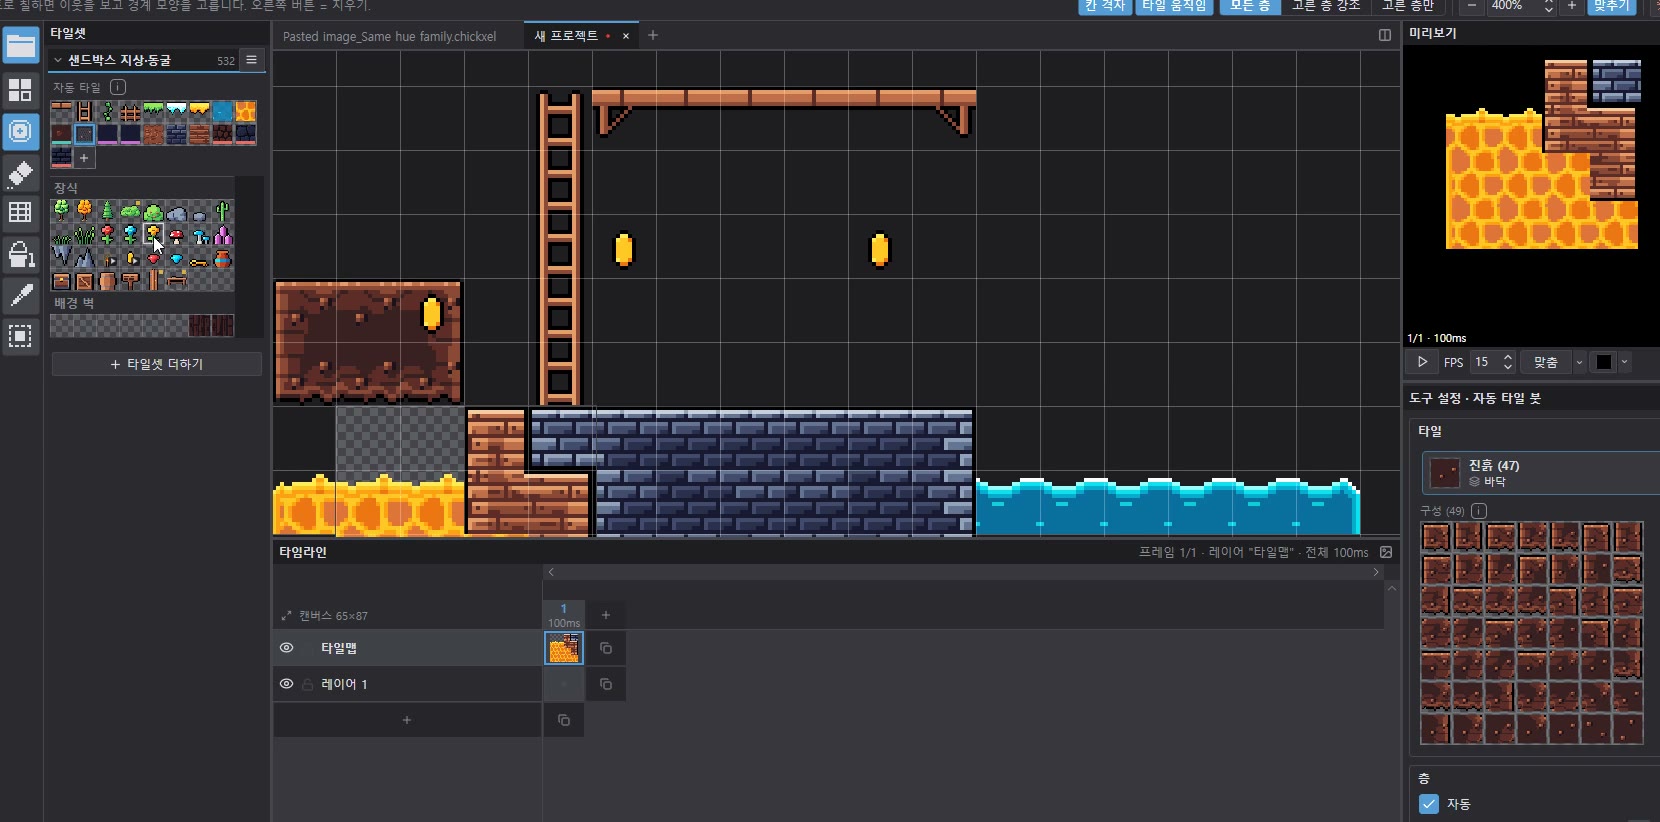 로 칠하면 이웃을 보고 경계 모양을 고릅니다. 오른쪽 버튼 = 지우기.
칸 격자
타일 움직임
모든 층
고른 층 강조
고른 층만
− 400% +
맞추기
타일셋
샌드박스 지상·동굴 532
자동 타일
장식
배경 벽
+ 타일셋 더하기
Pasted image_Same hue family.chickxel
새 프로젝트 • × +
미리보기
1/1 · 100ms
FPS 15 맞춤
도구 설정 · 자동 타일 붓
타일
진흙 (47)
바닥
구성 (49)
층
자동
타임라인
프레임 1/1 · 레이어 "타일맵" · 전체 100ms
캔버스 65×87
1
100ms
+
타일맵
레이어 1
+